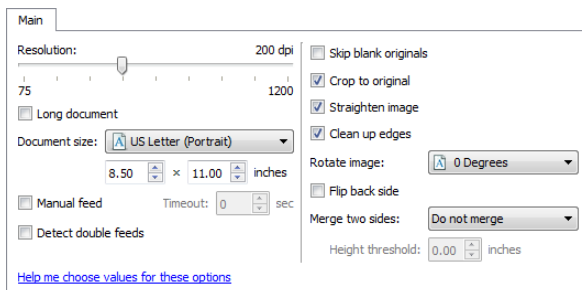 Main
Resolution: 200 dpi
75 1200
Long document
Document size: US Letter (Portrait)
8.50 × 11.00 inches
Manual feed Timeout: 0 sec
Detect double feeds
Help me choose values for these options
Skip blank originals
Crop to original
Straighten image
Clean up edges
Rotate image: 0 Degrees
Flip back side
Merge two sides: Do not merge
Height threshold: 0.00 inches